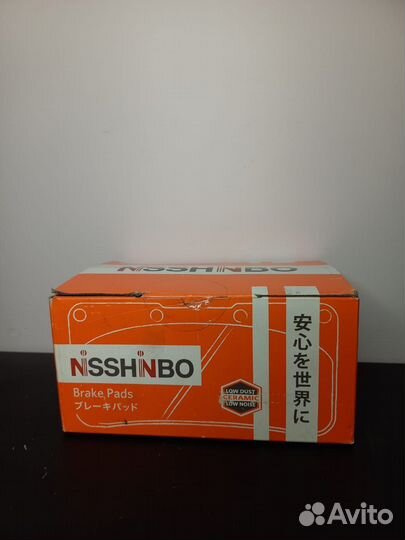 NiSSHiNBO
NiSSHiNBO
Brake Pads
ブレーキパッド
LOW DUST
CERAMIC
LOW NOISE
安心を世界に
Avito